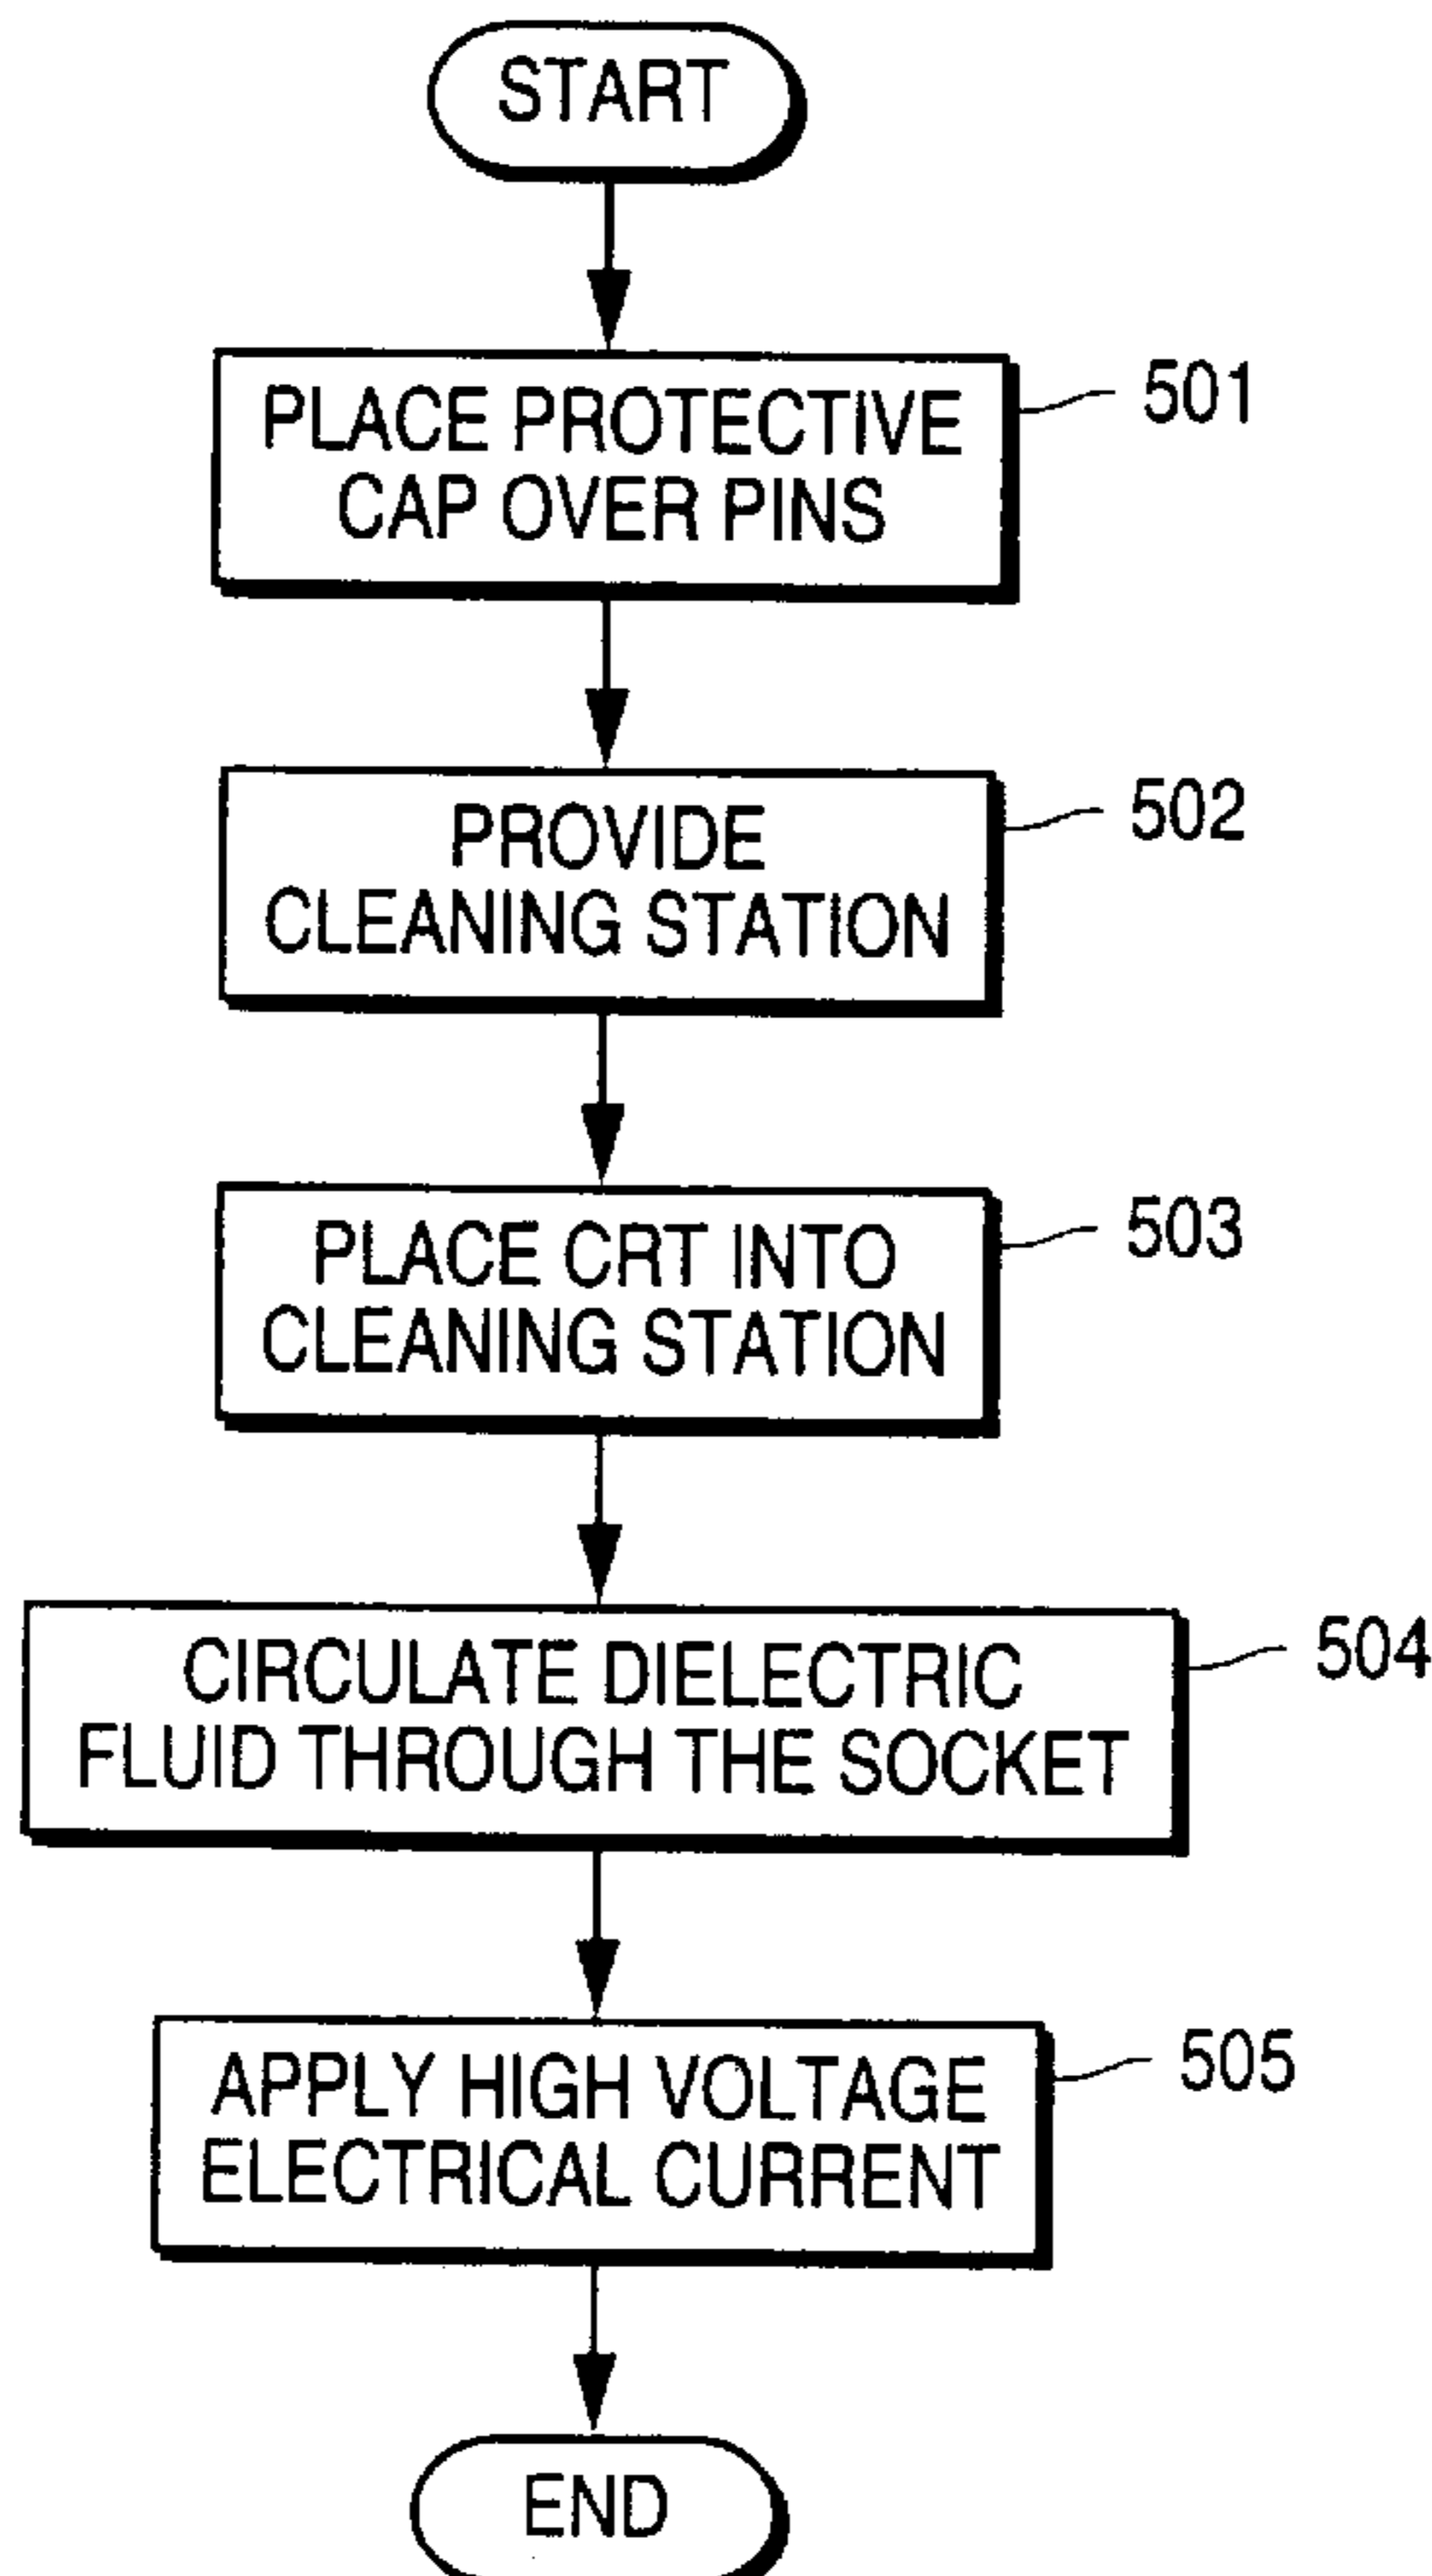 START
PLACE PROTECTIVE
CAP OVER PINS
501
PROVIDE
CLEANING STATION
502
PLACE CRT INTO
CLEANING STATION
503
CIRCULATE DIELECTRIC
FLUID THROUGH THE SOCKET
504
APPLY HIGH VOLTAGE
ELECTRICAL CURRENT
505
END